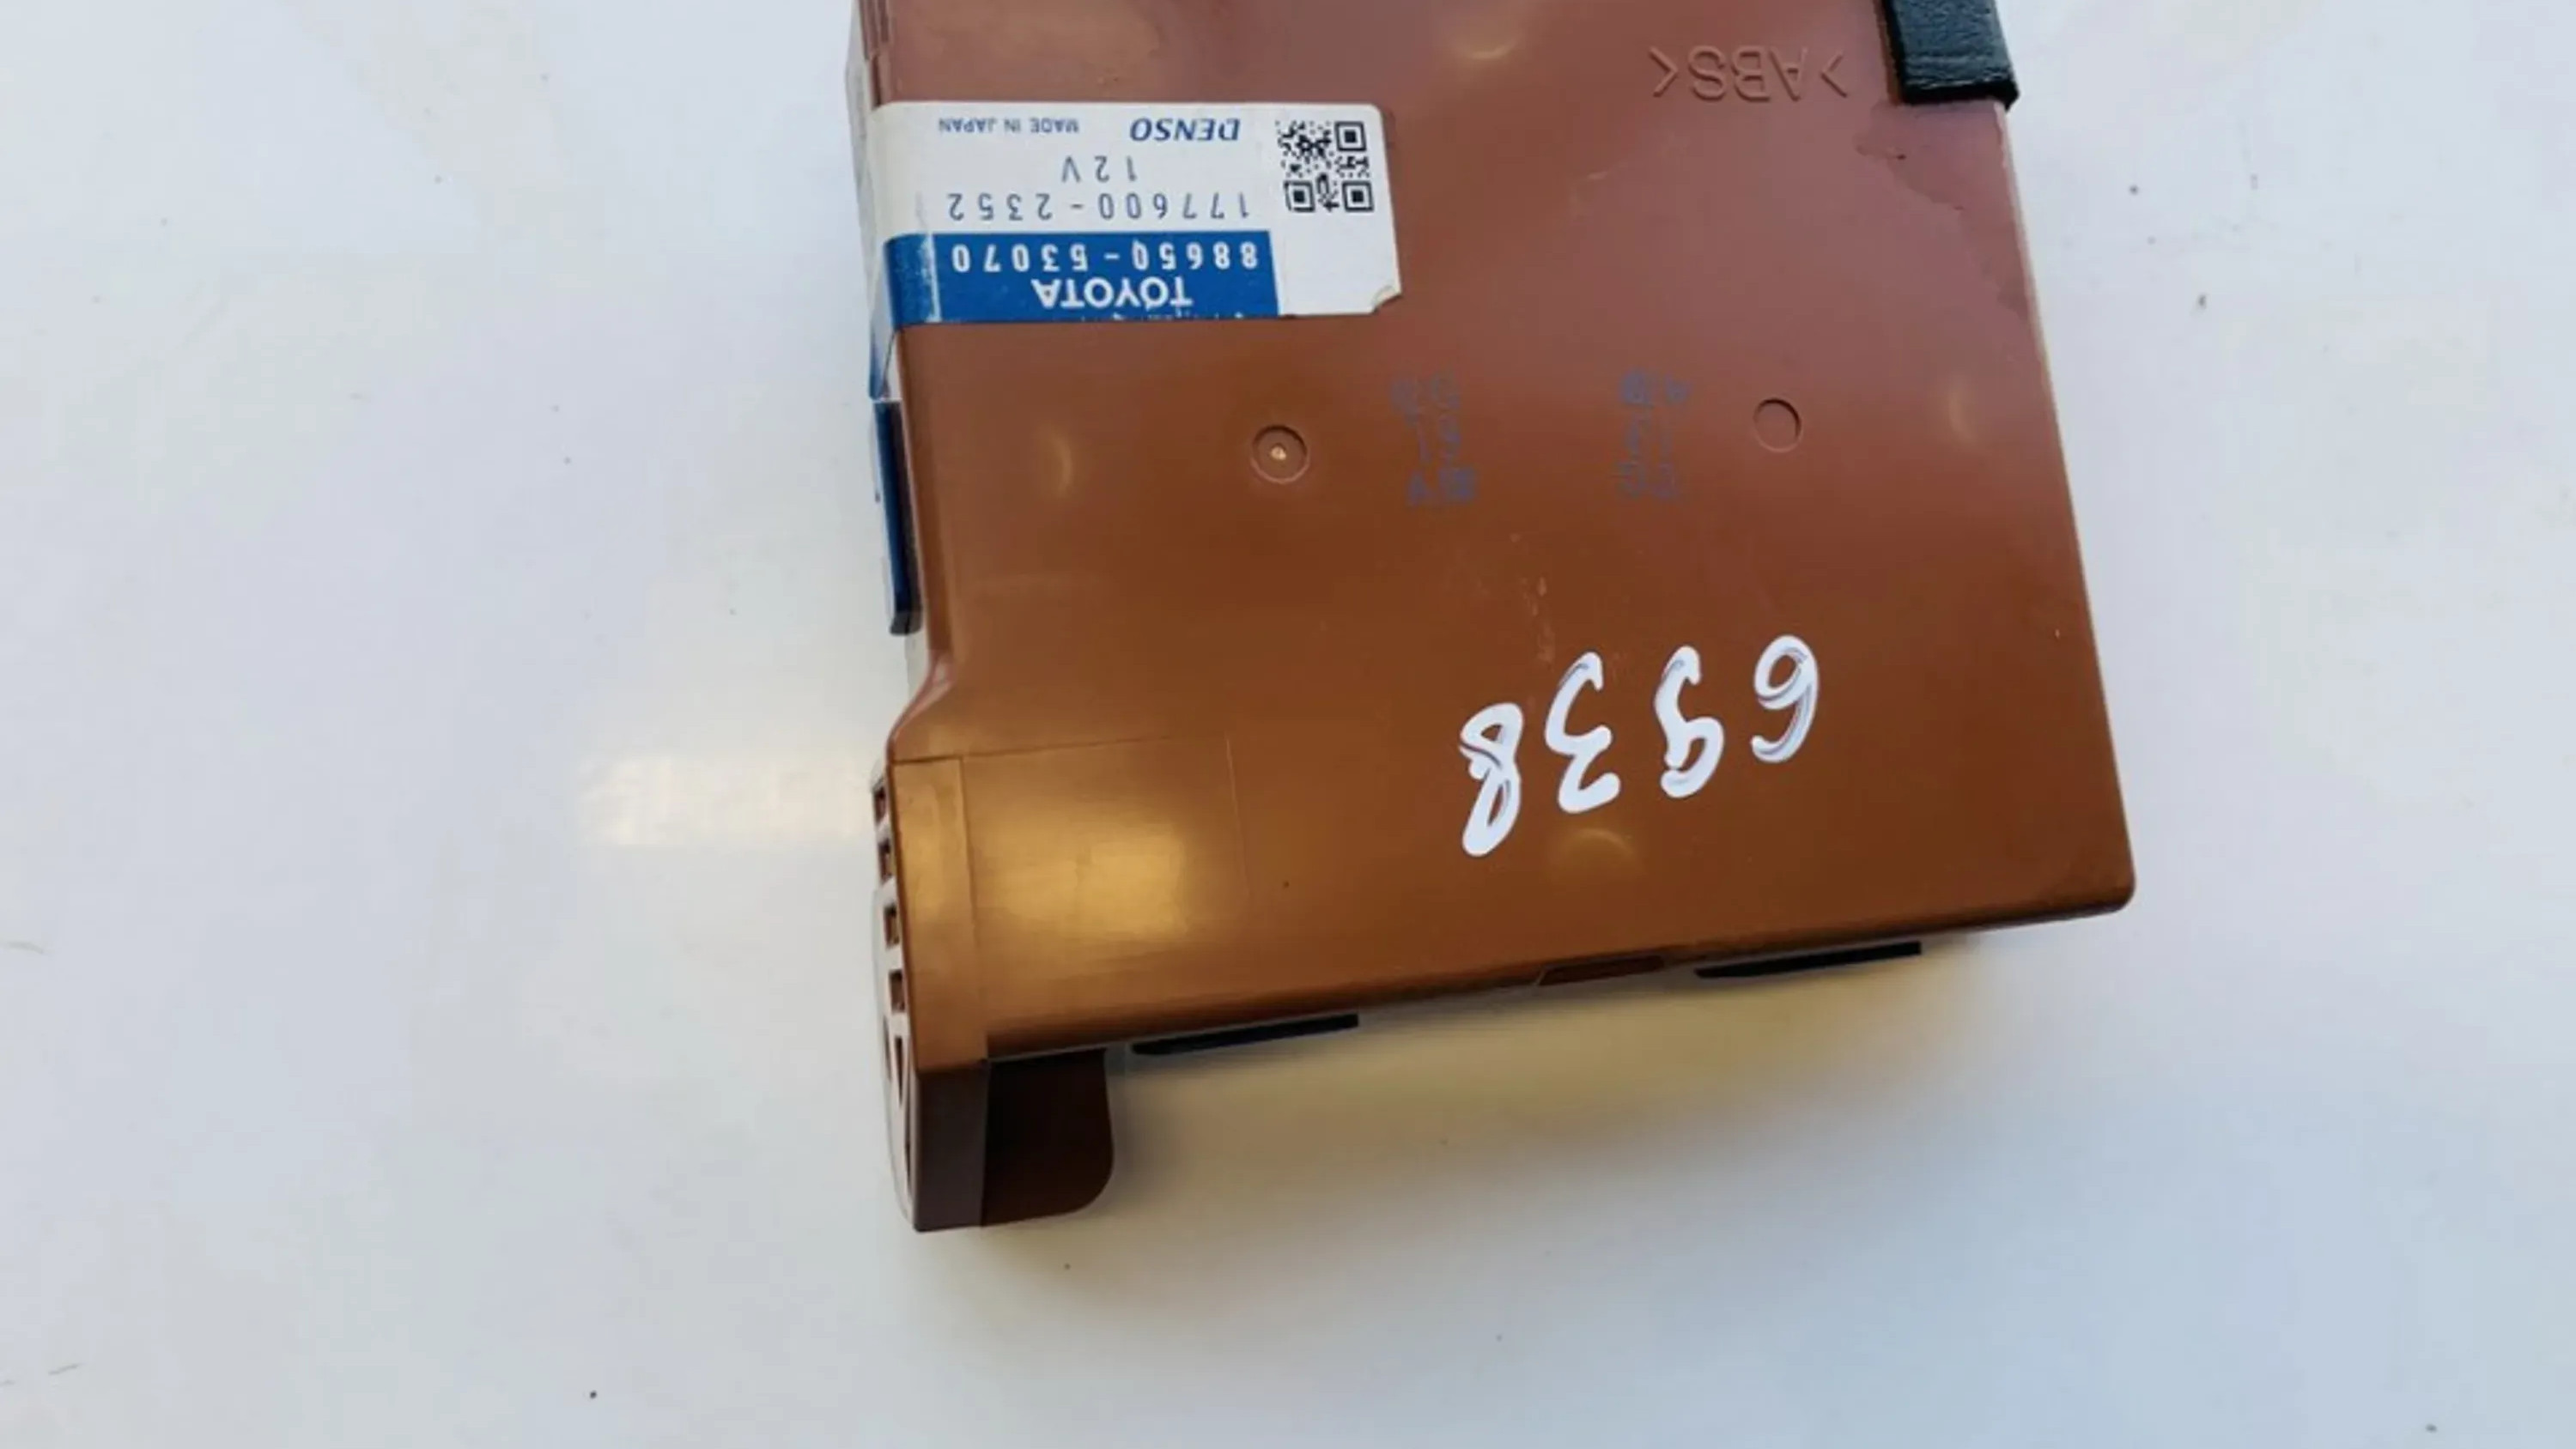 6938
TOYOTA
88650-53070
177600-2352
12V
DENSO MADE IN JAPAN
>ABS<